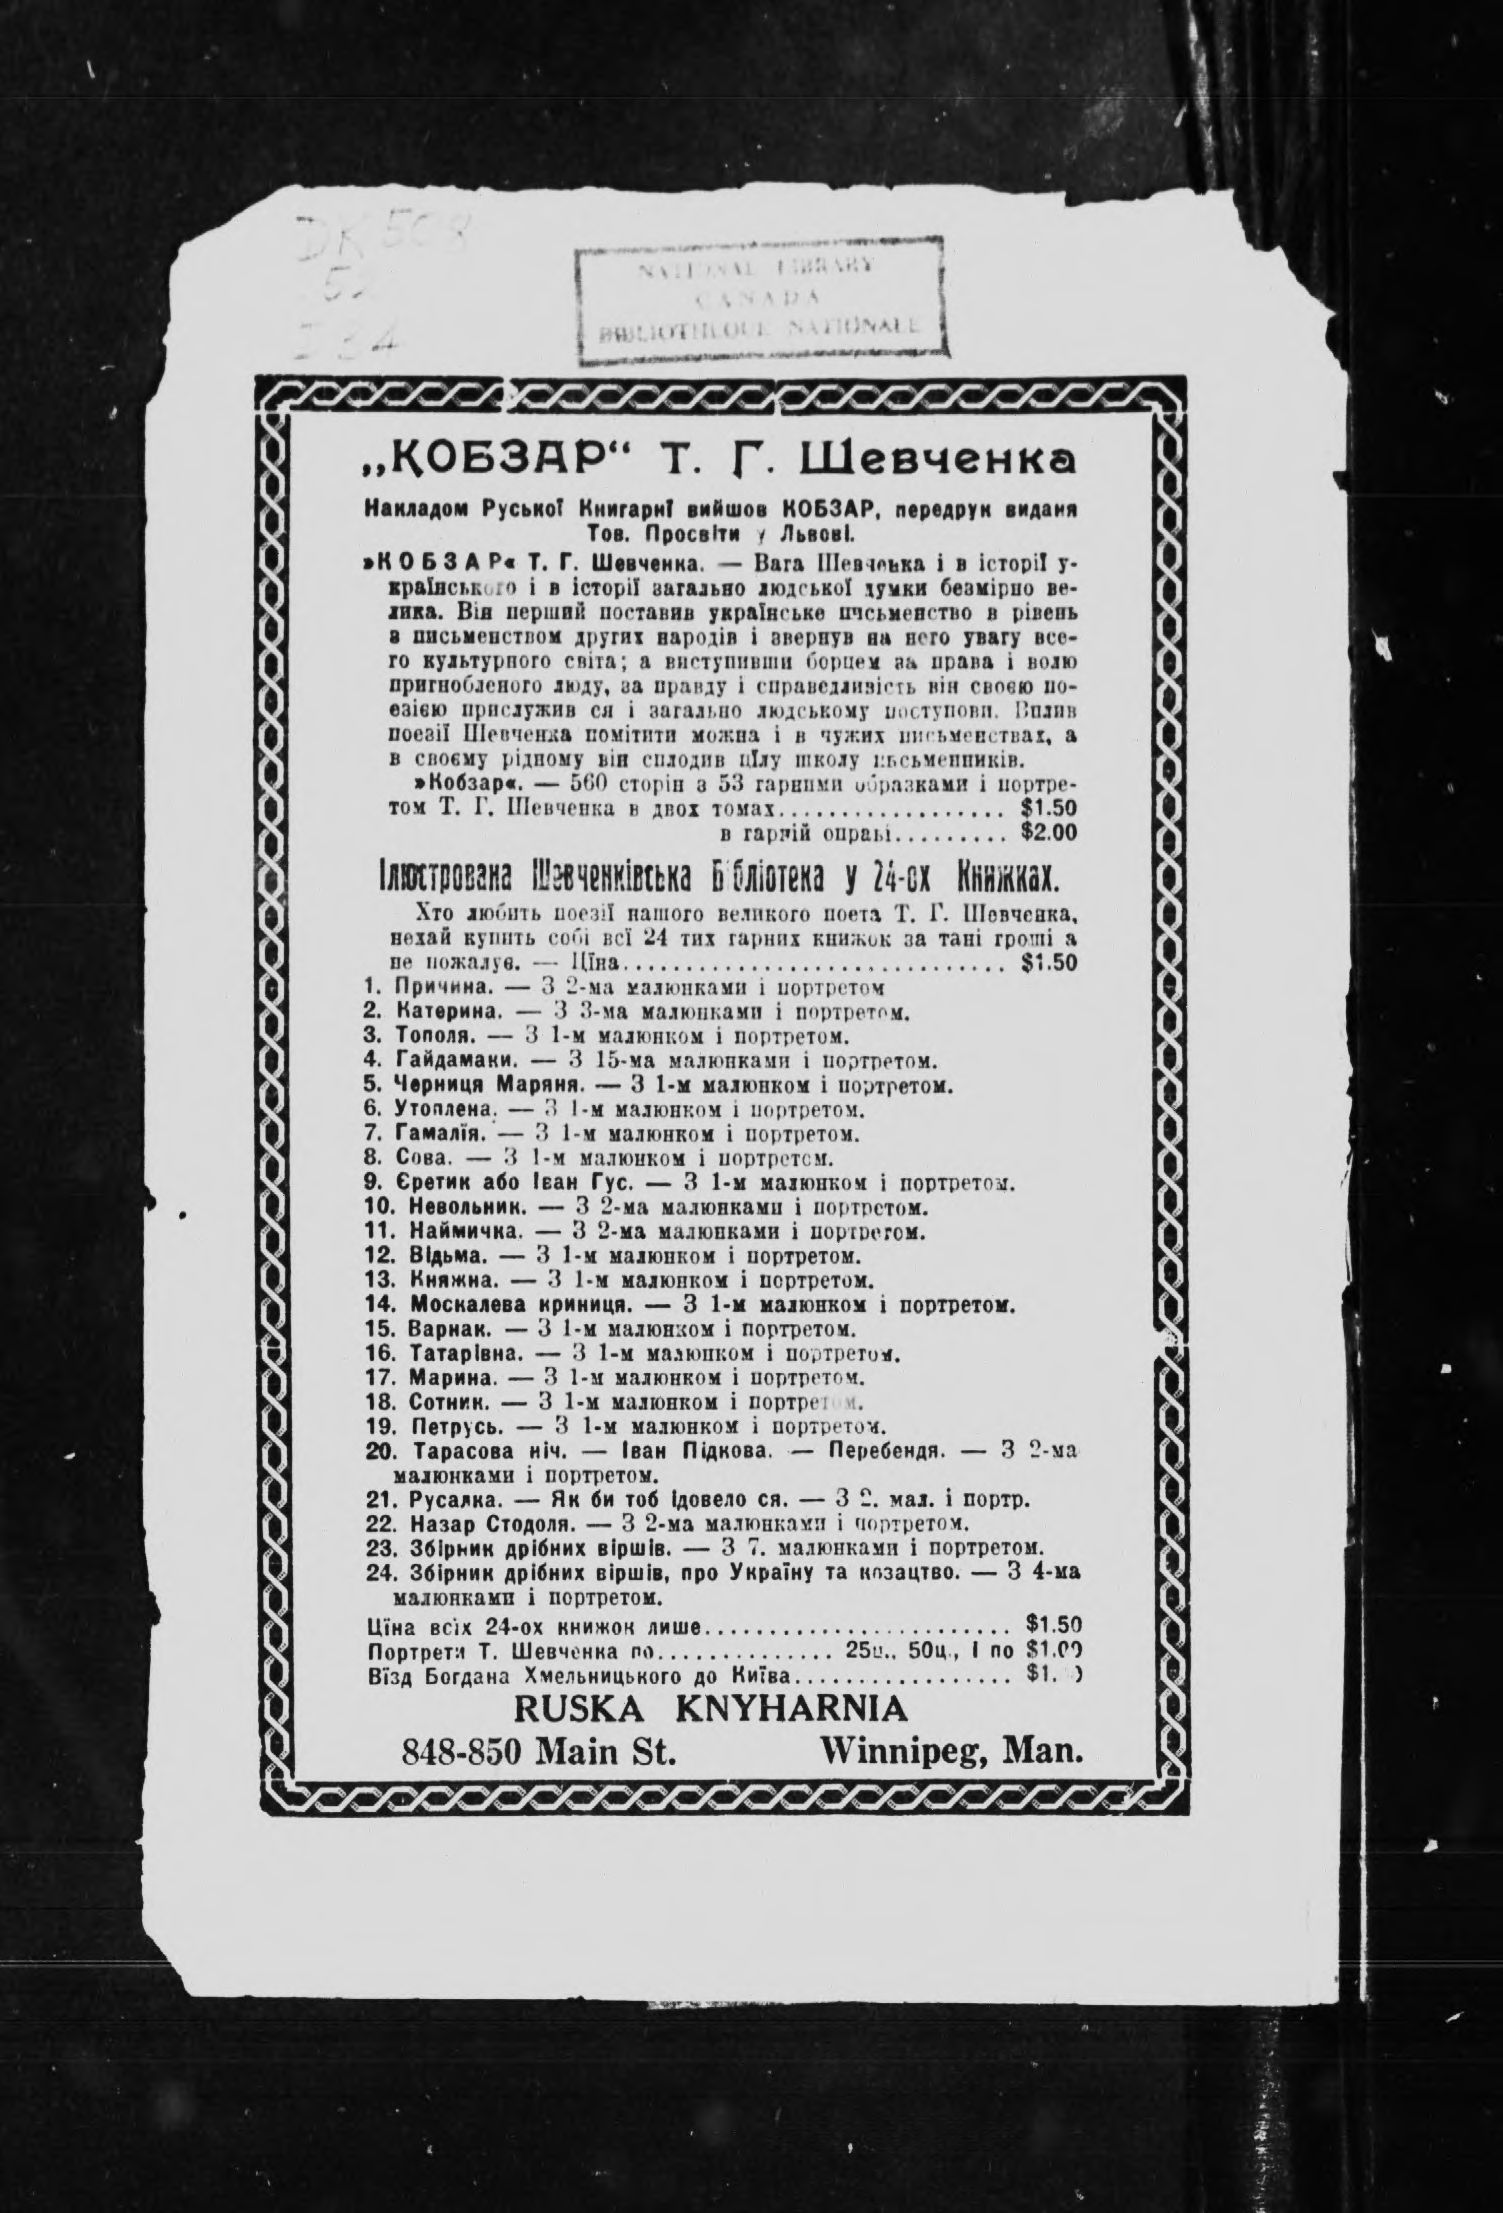 DK508
NATIONAL LIBRARY
CANADA
BIBLIOTHEQUE NATIONALE
„КОБЗАР“ Т. Г. Шевченка
Накладом Руської Книгарнї вийшов КОБЗАР, передрук виданя
Тов. Просвіти у Львові.
»КОБЗАР« Т. Г. Шевченка. — Вага Шевченка і в історії у-
країнського і в історії загально людської думки безмірно ве-
лика. Він перший поставив українське письменство в рівень
з письменством других народів і звернув на него увагу все-
го культурного світа; а виступивши борцем за права і волю
пригнобленого люду, за правду і справедливість він своєю по-
езією прислужив ся і загально людському поступови. Вплив
поезії Шевченка помітити можна і в чужих письменствах, а
в своєму рідному він сплодив цїлу школу письменників.
»Кобзар«. — 560 сторін з 53 гарними образками і портре-
том Т. Г. Шевченка в двох томах.................. $1.50
в гарній оправі......... $2.00
Ілюстрована Шевченківська Бібліотека у 24-ох Книжках.
Хто любить поезії нашого великого поета Т. Г. Шевченка,
нехай купить собі всї 24 тих гарних книжок за тані гроші а
не пожалує. — Цїна............................... $1.50
1. Причина. — З 2-ма малюнками і портретом
2. Катерина. — З 3-ма малюнками і портретом.
3. Тополя. — З 1-м малюнком і портретом.
4. Гайдамаки. — З 15-ма малюнками і портретом.
5. Черниця Маряня. — З 1-м малюнком і портретом.
6. Утоплена. — З 1-м малюнком і портретом.
7. Гамалїя. — З 1-м малюнком і портретом.
8. Сова. — З 1-м малюнком і портретом.
9. Єретик або Іван Гус. — З 1-м малюнком і портретом.
10. Невольник. — З 2-ма малюнками і портретом.
11. Наймичка. — З 2-ма малюнками і портретом.
12. Відьма. — З 1-м малюнком і портретом.
13. Княжна. — З 1-м малюнком і портретом.
14. Москалева криниця. — З 1-м малюнком і портретом.
15. Варнак. — З 1-м малюнком і портретом.
16. Татарівна. — З 1-м малюнком і портретом.
17. Марина. — З 1-м малюнком і портретом.
18. Сотник. — З 1-м малюнком і портретом.
19. Петрусь. — З 1-м малюнком і портретом.
20. Тарасова ніч. — Іван Підкова. — Перебендя. — З 2-ма
малюнками і портретом.
21. Русалка. — Як би тоб ідовело ся. — З 2. мал. і портр.
22. Назар Стодоля. — З 2-ма малюнками і портретом.
23. Збірник дрібних віршів. — З 7. малюнками і портретом.
24. Збірник дрібних віршів, про Україну та козацтво. — З 4-ма
малюнками і портретом.
Цїна всїх 24-ох книжок лише........................ $1.50
Портрети Т. Шевченка по.............. 25ц., 50ц., і по $1.00
Вїзд Богдана Хмельницького до Київа.................
RUSKA KNYHARNIA
848-850 Main St. Winnipeg, Man.